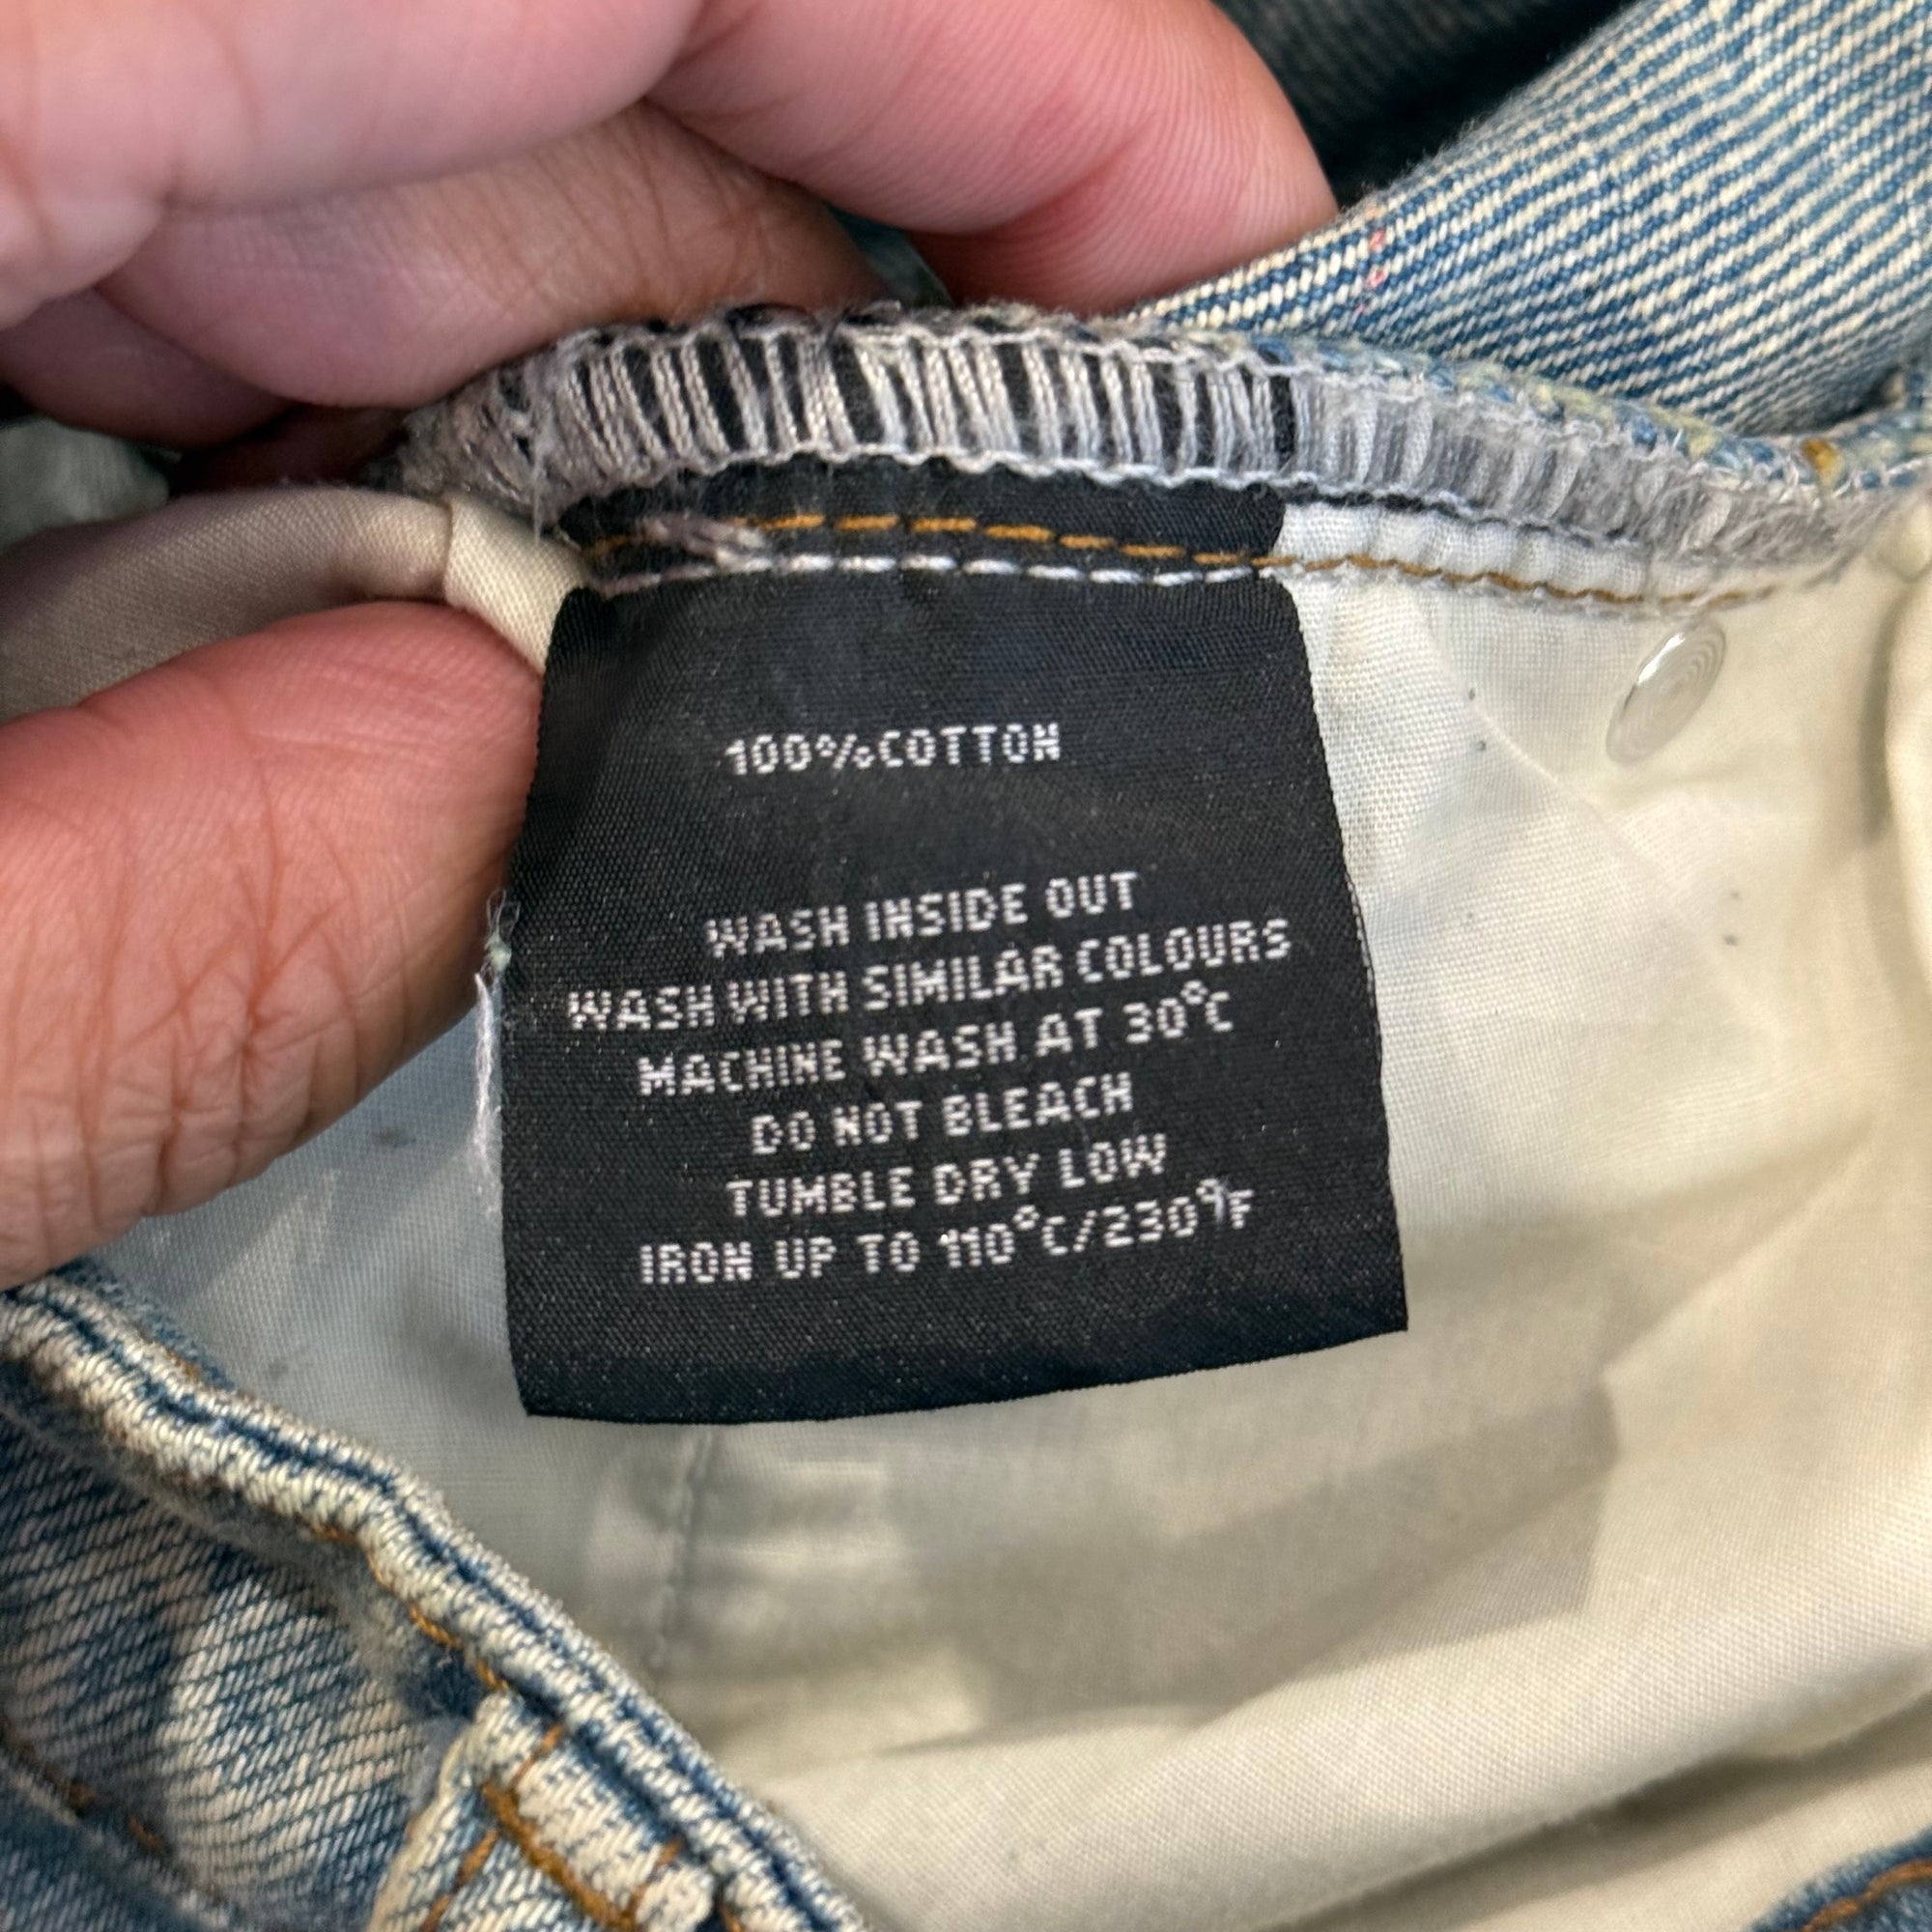 100%COTTON
WASH INSIDE OUT
WASH WITH SIMILAR COLOURS
MACHINE WASH AT 30°C
DO NOT BLEACH
TUMBLE DRY LOW
IRON UP TO 110°C/230°F